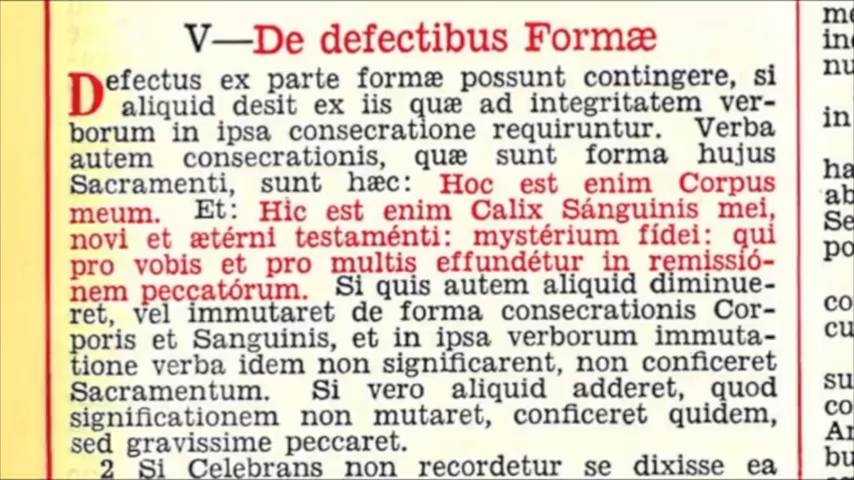 V—De defectibus Formæ
Defectus ex parte formæ possunt contingere, si
aliquid desit ex iis quæ ad integritatem ver-
borum in ipsa consecratione requiruntur. Verba
autem consecrationis, quæ sunt forma hujus
Sacramenti, sunt hæc: Hoc est enim Corpus
meum. Et: Hic est enim Calix Sánguinis mei,
novi et ætérni testaménti: mystérium fídei: qui
pro vobis et pro multis effundétur in remissió-
nem peccatórum. Si quis autem aliquid diminue-
ret, vel immutaret de forma consecrationis Cor-
poris et Sanguinis, et in ipsa verborum immuta-
tione verba idem non significarent, non conficeret
Sacramentum. Si vero aliquid adderet, quod
significationem non mutaret, conficeret quidem,
sed gravissime peccaret.
2 Si Celebrans non recordetur se dixisse ea